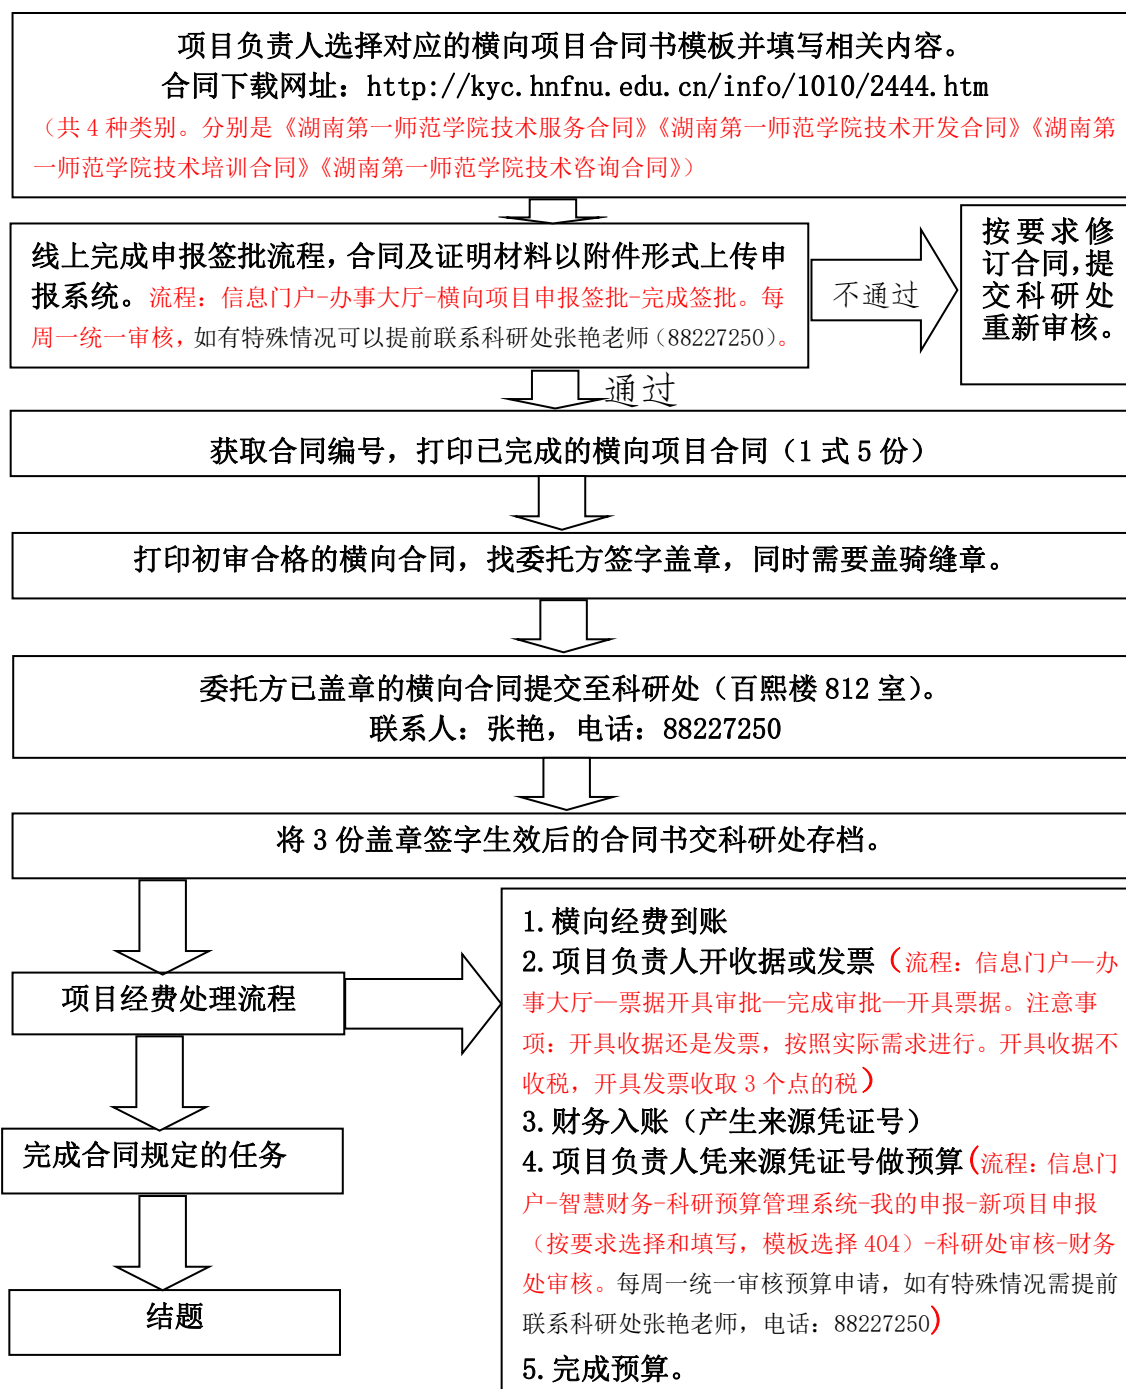 项目负责人选择对应的横向项目合同书模板并填写相关内容。
合同下载网址：http://kyc.hnfnu.edu.cn/info/1010/2444.htm
（共 4 种类别。分别是《湖南第一师范学院技术服务合同》《湖南第一师范学院技术开发合同》《湖南第
一师范学院技术培训合同》《湖南第一师范学院技术咨询合同》）
线上完成申报签批流程，合同及证明材料以附件形式上传申
报系统。流程：信息门户-办事大厅-横向项目申报签批-完成签批。每
周一统一审核，如有特殊情况可以提前联系科研处张艳老师（88227250）。
不通过
按要求修
订合同，提
交科研处
重新审核。
通过
获取合同编号，打印已完成的横向项目合同（1 式 5 份）
打印初审合格的横向合同，找委托方签字盖章，同时需要盖骑缝章。
委托方已盖章的横向合同提交至科研处（百熙楼 812 室）。
联系人：张艳，电话：88227250
将 3 份盖章签字生效后的合同书交科研处存档。
项目经费处理流程
完成合同规定的任务
结题
1.横向经费到账
2.项目负责人开收据或发票（流程：信息门户—办
事大厅—票据开具审批—完成审批—开具票据。注意事
项：开具收据还是发票，按照实际需求进行。开具收据不
收税，开具发票收取 3 个点的税）
3.财务入账（产生来源凭证号）
4.项目负责人凭来源凭证号做预算(流程：信息门
户-智慧财务-科研预算管理系统-我的申报-新项目申报
（按要求选择和填写，模板选择 404）-科研处审核-财务
处审核。每周一统一审核预算申请，如有特殊情况需提前
联系科研处张艳老师，电话：88227250)
5.完成预算。